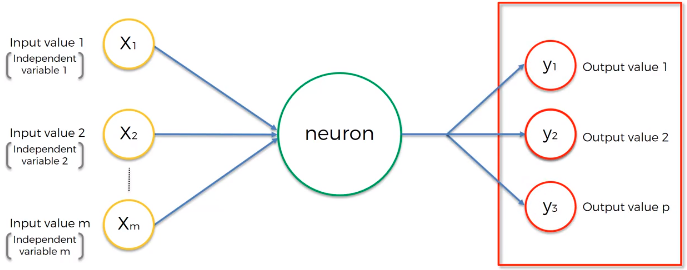 Input value 1
Independent
variable 1
X1
Input value 2
Independent
variable 2
X2
Input value m
Independent
variable m
Xm
neuron
y1
Output value 1
y2
Output value 2
y3
Output value p